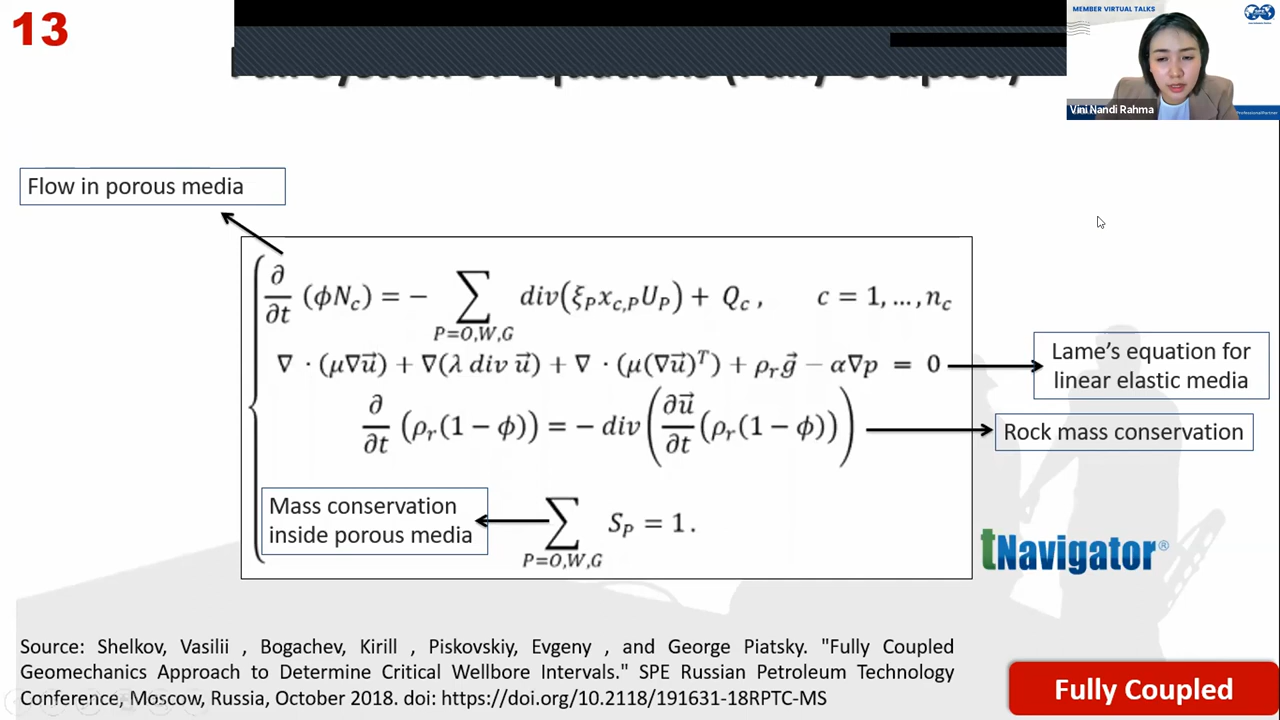 13
MEMBER VIRTUAL TALKS
Vini Nandi Rahma
Flow in porous media
∂/∂t (ϕN_c) = − ∑_{P=O,W,G} div(ξ_P x_{c,P} U_P) + Q_c , c = 1, … , n_c
∇ · (μ∇u⃗) + ∇(λ div u⃗) + ∇ · (μ(∇u⃗)^T) + ρ_r g⃗ − α∇p = 0
Lame's equation for
linear elastic media
∂/∂t (ρ_r(1 − ϕ)) = − div(∂u⃗/∂t (ρ_r(1 − ϕ)))
Rock mass conservation
Mass conservation
inside porous media
∑_{P=O,W,G} S_P = 1.
tNavigator®
Source: Shelkov, Vasilii , Bogachev, Kirill , Piskovskiy, Evgeny , and George Piatsky. "Fully Coupled
Geomechanics Approach to Determine Critical Wellbore Intervals." SPE Russian Petroleum Technology
Conference, Moscow, Russia, October 2018. doi: https://doi.org/10.2118/191631-18RPTC-MS
Fully Coupled